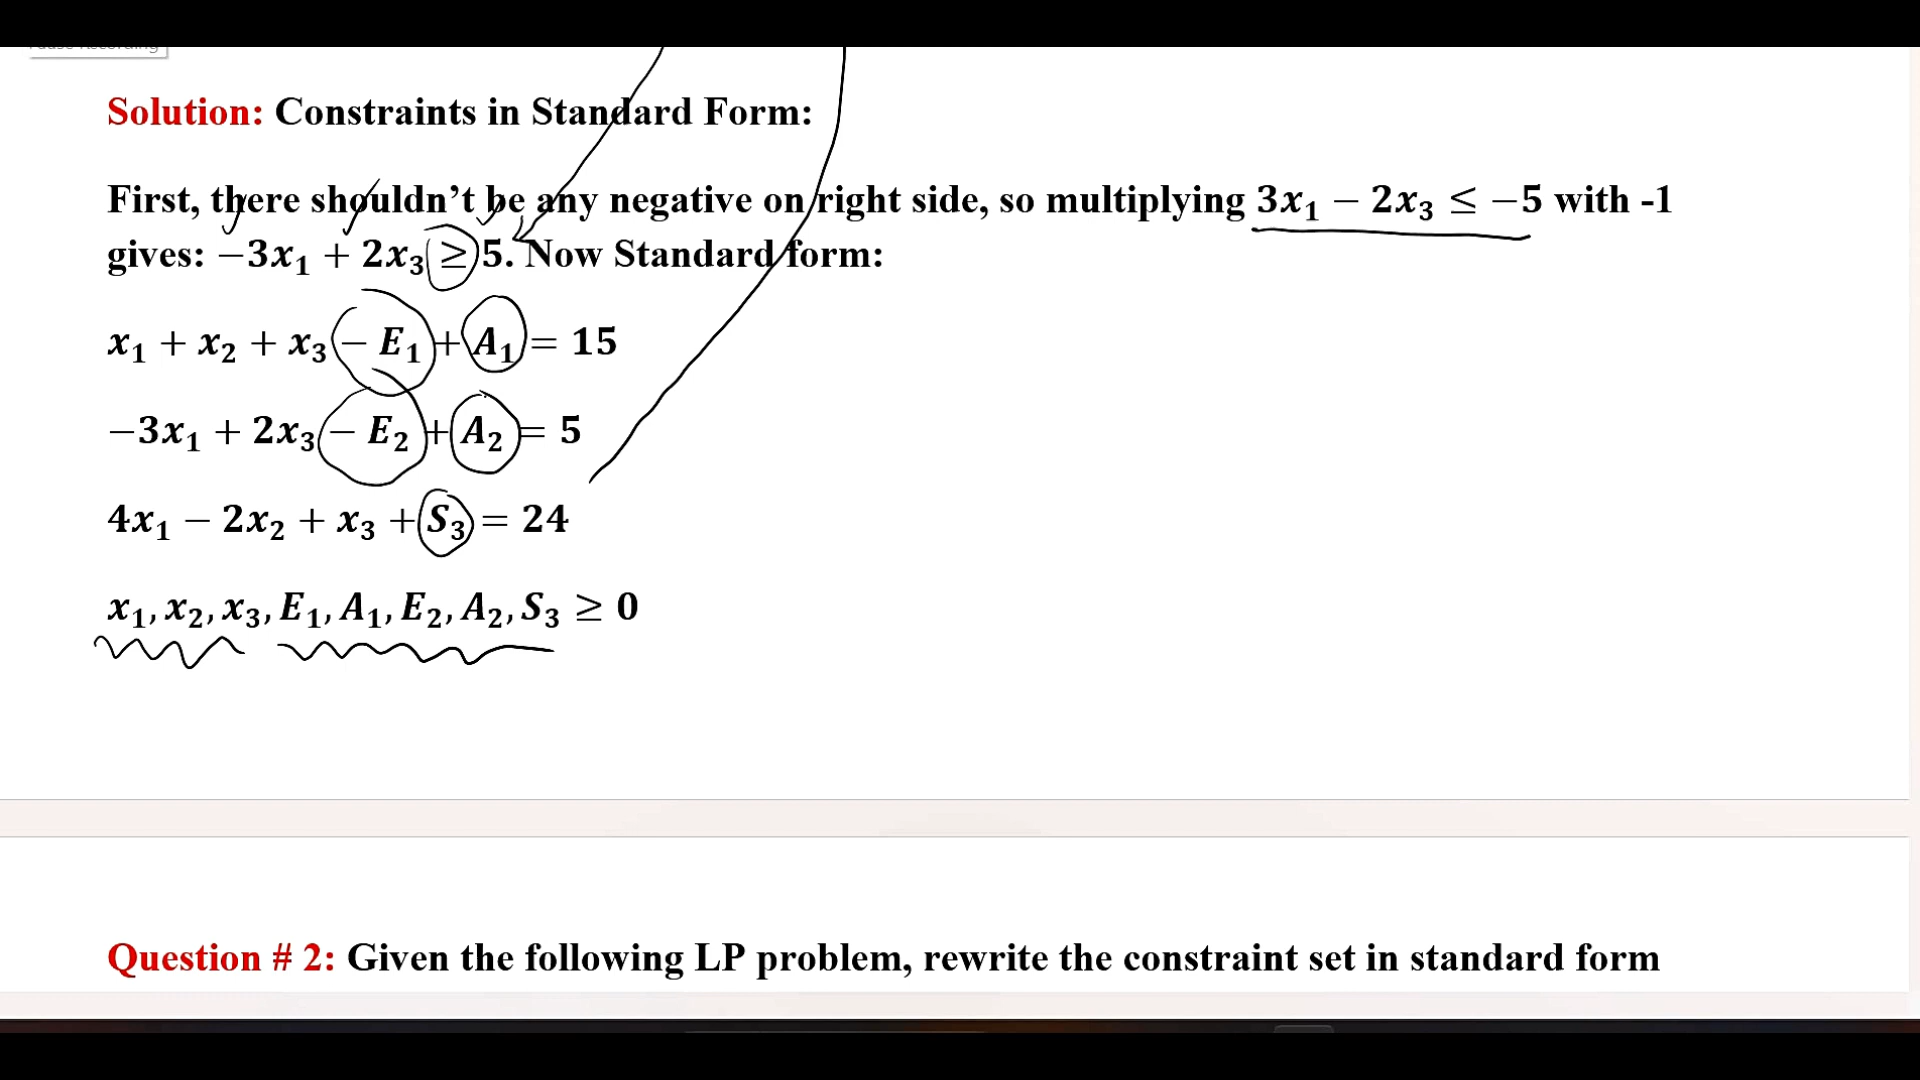 Solution: Constraints in Standard Form:
First, there shouldn’t be any negative on right side, so multiplying 3x₁ − 2x₃ ≤ −5 with -1
gives: −3x₁ + 2x₃ ≥ 5. Now Standard form:
x₁ + x₂ + x₃ − E₁ + A₁ = 15
−3x₁ + 2x₃ − E₂ + A₂ = 5
4x₁ − 2x₂ + x₃ + S₃ = 24
x₁, x₂, x₃, E₁, A₁, E₂, A₂, S₃ ≥ 0
Question # 2: Given the following LP problem, rewrite the constraint set in standard form